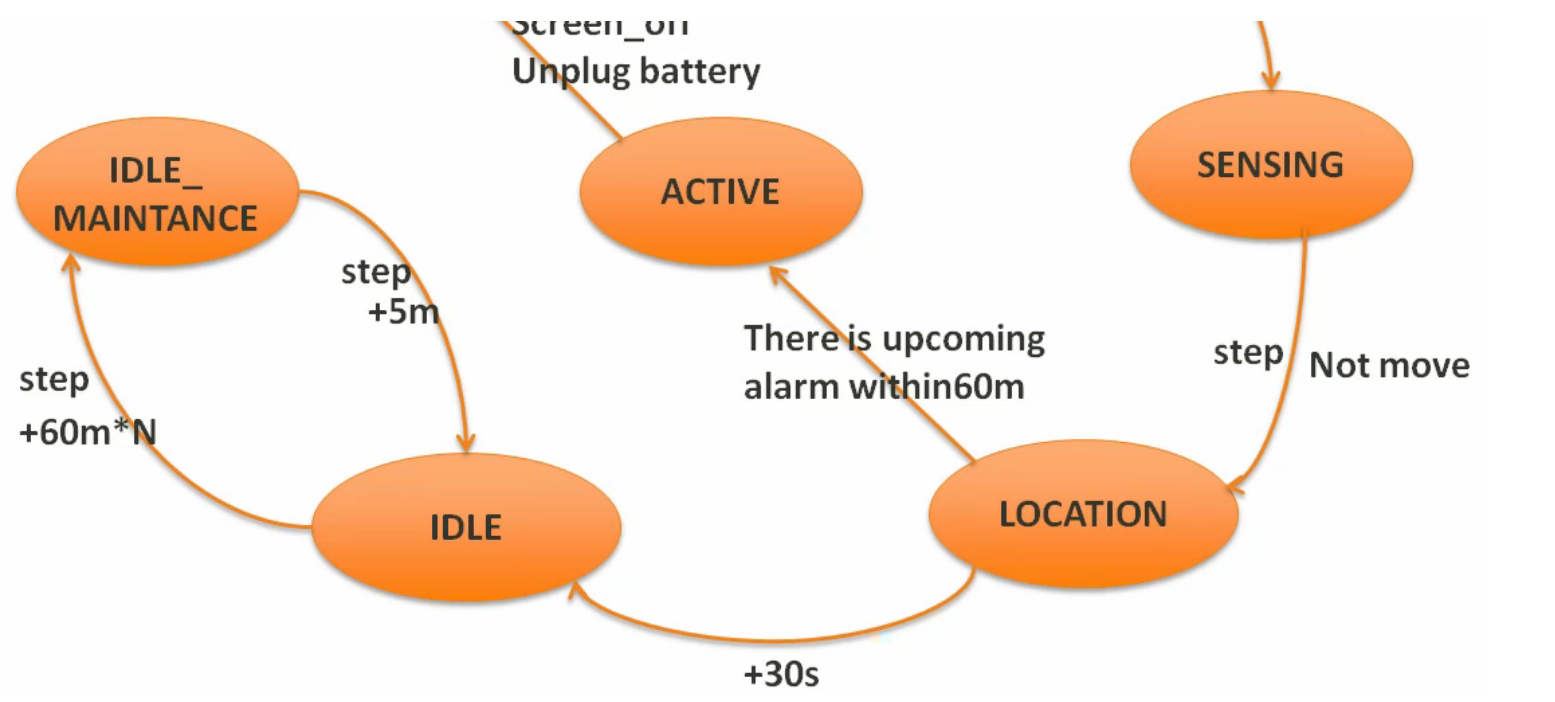 Screen_off
Unplug battery
IDLE_
MAINTANCE
ACTIVE
SENSING
step
+5m
There is upcoming
alarm within60m
step
Not move
step
+60m*N
IDLE
LOCATION
+30s